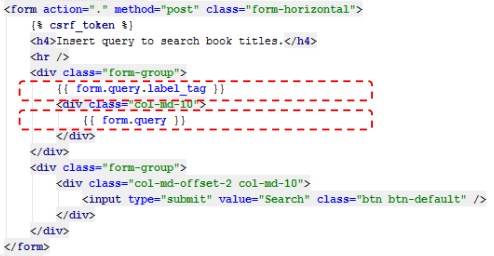 <form action="." method="post" class="form-horizontal">
{% csrf_token %}
<h4>Insert query to search book titles.</h4>
<hr />
<div class="form-group">
{{ form.query.label_tag }}
<div class="col-md-10">
{{ form.query }}
</div>
</div>
<div class="form-group">
<div class="col-md-offset-2 col-md-10">
<input type="submit" value="Search" class="btn btn-default" />
</div>
</div>
</form>